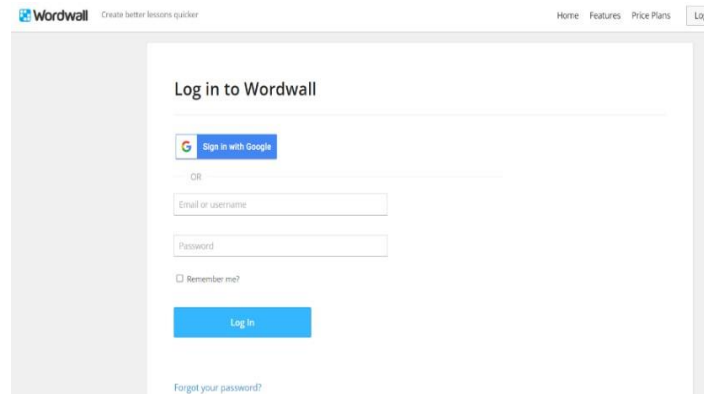 Wordwall Create better lessons quicker Home Features Price Plans
Log in to Wordwall
G Sign in with Google
OR
Email or username
Password
Remember me?
Log In
Forgot your password?